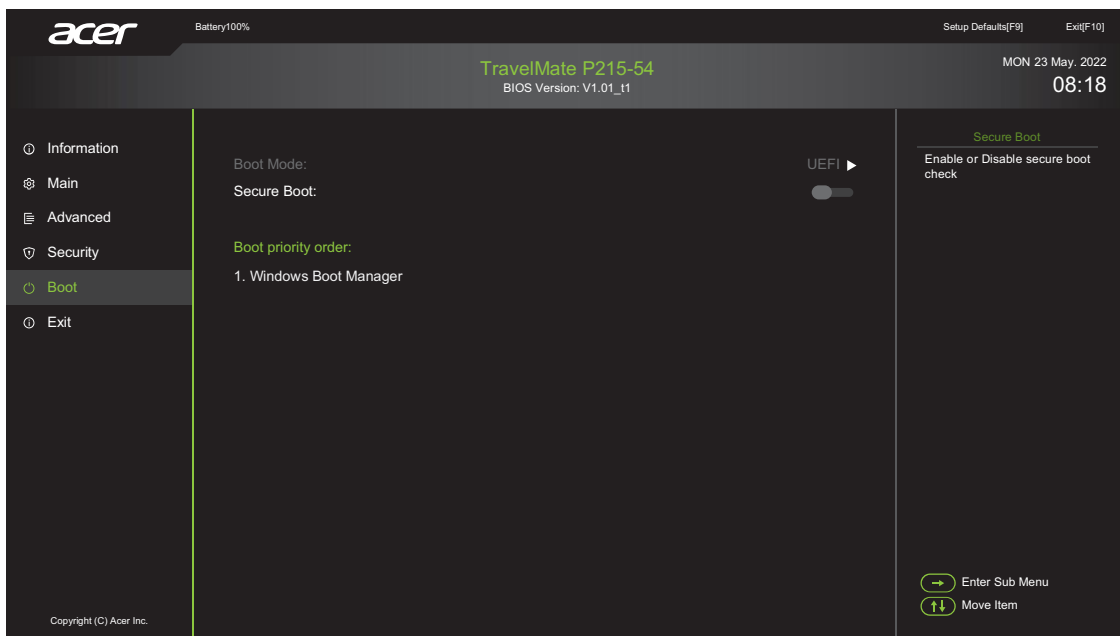 acer
Battery100%
Setup Defaults[F9] Exit[F10]
TravelMate P215-54
BIOS Version: V1.01_t1
MON 23 May. 2022
08:18
Information
Main
Advanced
Security
Boot
Exit
Boot Mode: UEFI
Secure Boot:
Boot priority order:
1. Windows Boot Manager
Secure Boot
Enable or Disable secure boot
check
Enter Sub Menu
Move Item
Copyright (C) Acer Inc.